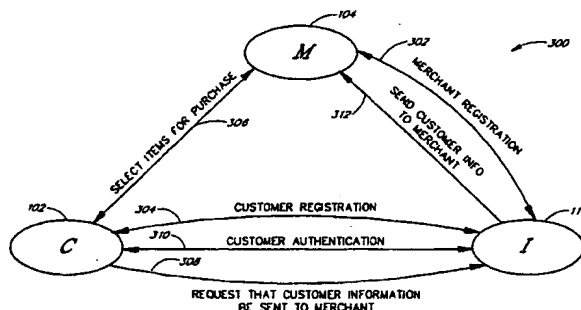 104
M
302
300
MERCHANT REGISTRATION
SEND CUSTOMER INFO
TO MERCHANT
312
SELECT ITEMS FOR PURCHASE
306
102
304
CUSTOMER REGISTRATION
11
C
310
CUSTOMER AUTHENTICATION
I
308
REQUEST THAT CUSTOMER INFORMATION
BE SENT TO MERCHANT